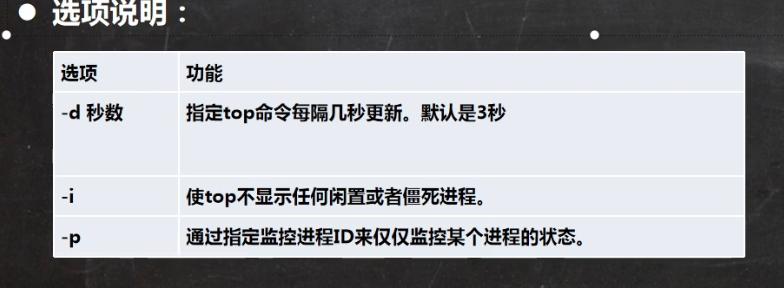 ● 选项说明：
选项 功能
-d 秒数 指定top命令每隔几秒更新。默认是3秒
-i 使top不显示任何闲置或者僵死进程。
-p 通过指定监控进程ID来仅仅监控某个进程的状态。